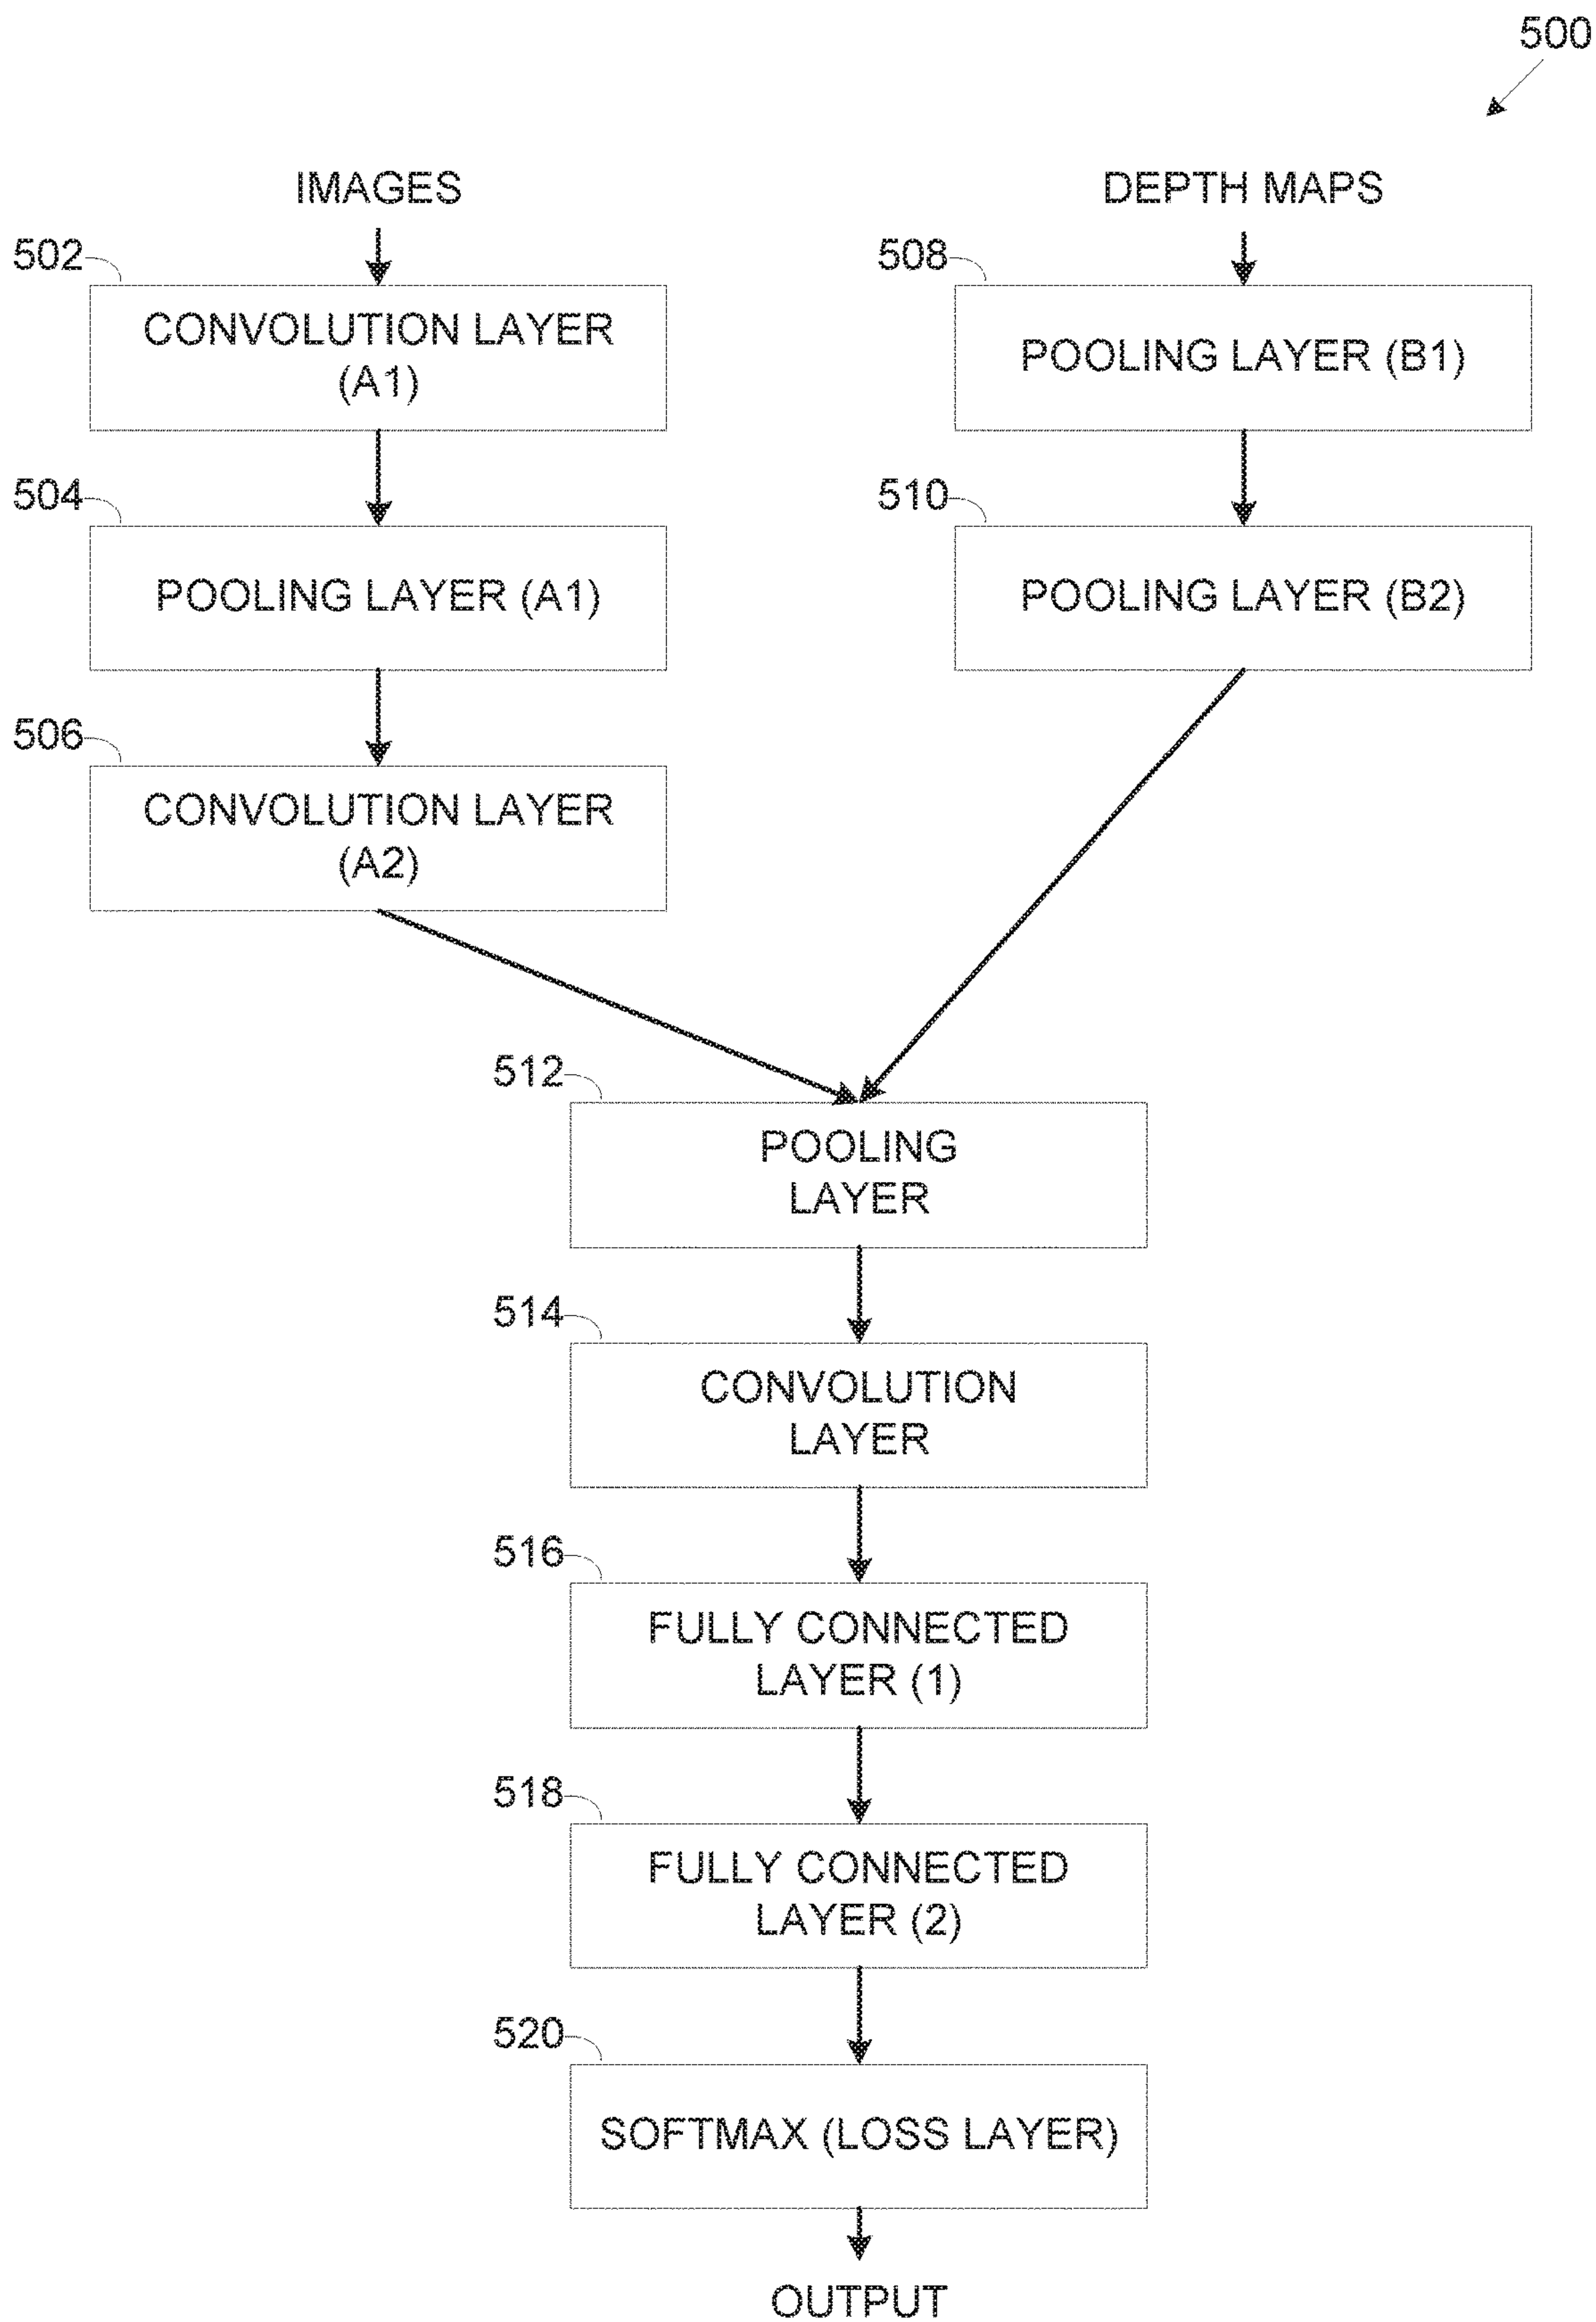 500
IMAGES
DEPTH MAPS
502
CONVOLUTION LAYER
(A1)
508
POOLING LAYER (B1)
504
POOLING LAYER (A1)
510
POOLING LAYER (B2)
506
CONVOLUTION LAYER
(A2)
512
POOLING
LAYER
514
CONVOLUTION
LAYER
516
FULLY CONNECTED
LAYER (1)
518
FULLY CONNECTED
LAYER (2)
520
SOFTMAX (LOSS LAYER)
OUTPUT